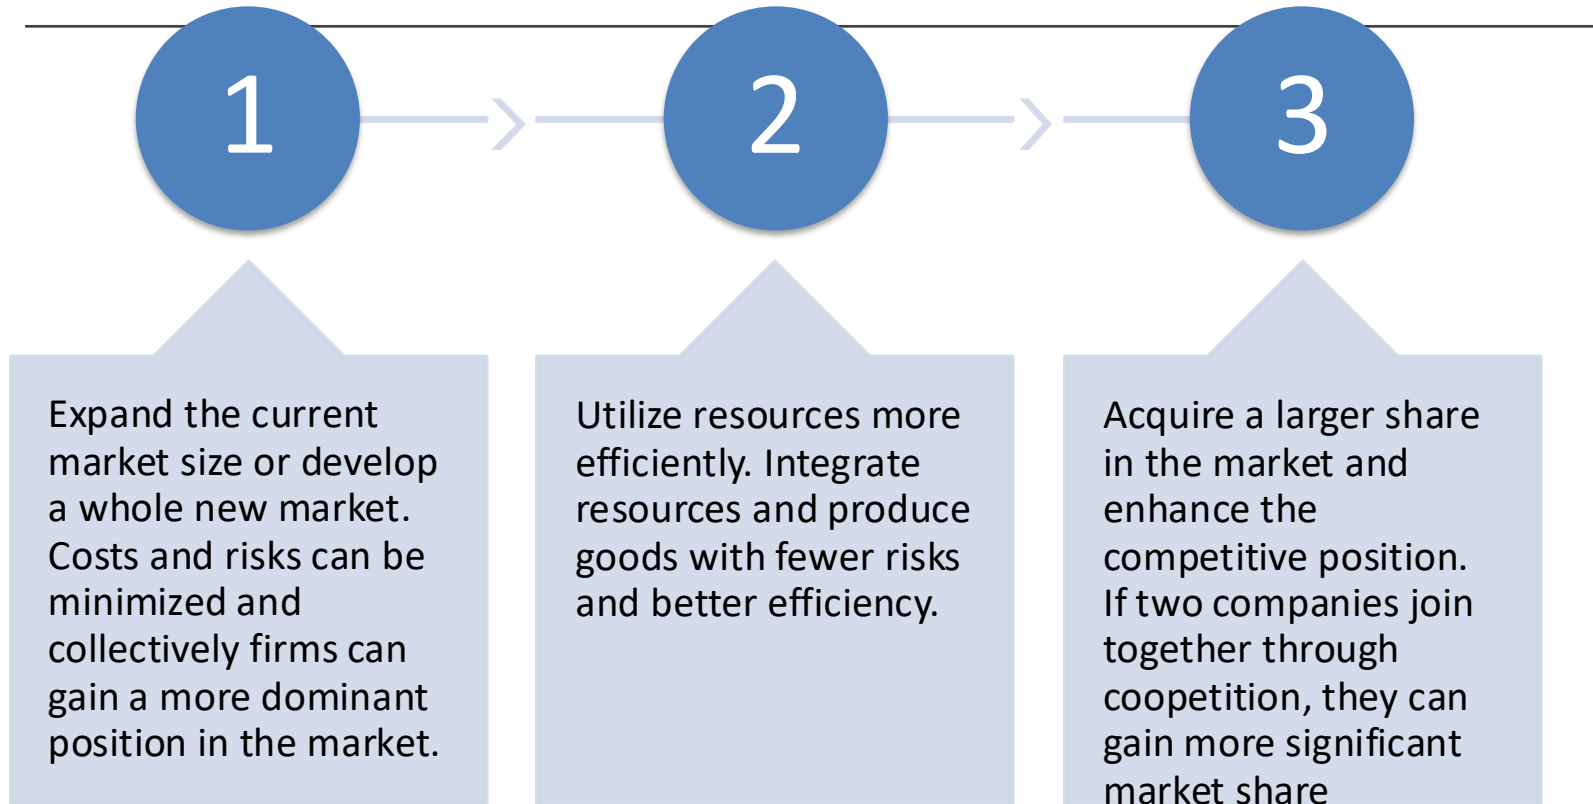 1
2
3
Expand the current
market size or develop
a whole new market.
Costs and risks can be
minimized and
collectively firms can
gain a more dominant
position in the market.
Utilize resources more
efficiently. Integrate
resources and produce
goods with fewer risks
and better efficiency.
Acquire a larger share
in the market and
enhance the
competitive position.
If two companies join
together through
coopetition, they can
gain more significant
market share